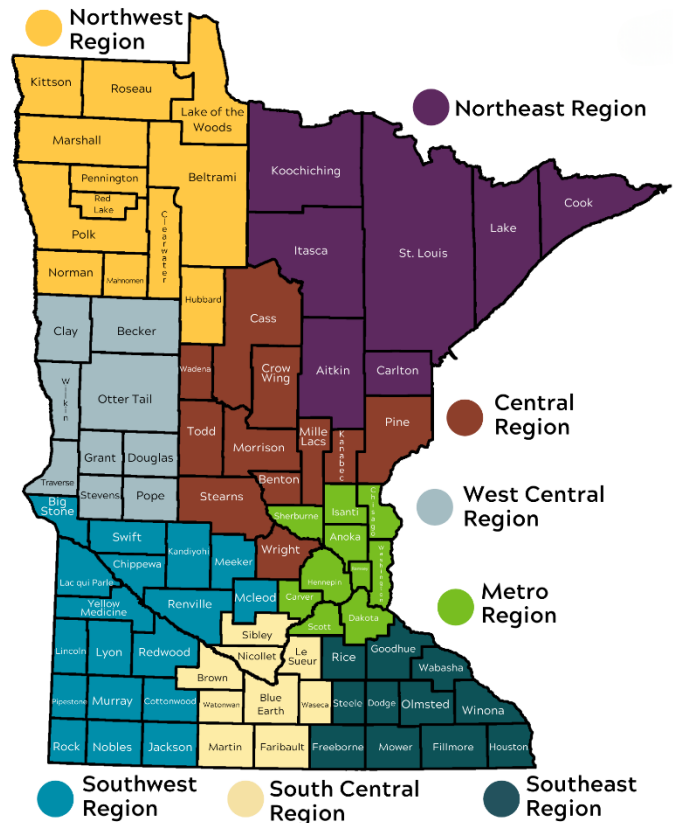 Northwest
Region
Kittson
Roseau
Lake of the
Woods
Northeast Region
Marshall
Koochiching
Pennington
Beltrami
Red
Lake
Cook
Clearwater
Polk
Lake
Itasca
St. Louis
Norman
Mahnomen
Hubbard
Cass
Clay
Becker
Wadena
Crow
Wing
Aitkin
Carlton
Wilkin
Otter Tail
Central
Region
Pine
Todd
Mille
Lacs
Kanabec
Morrison
Grant
Douglas
Benton
Traverse
Stevens
Pope
Stearns
West Central
Region
Big
Stone
Sherburne
Isanti
Chisago
Swift
Anoka
Kandiyohi
Wright
Chippewa
Meeker
Washington
Lac qui Parle
Hennepin
Metro
Region
Yellow
Medicine
Renville
Mcleod
Carver
Scott
Dakota
Sibley
Lincoln
Lyon
Redwood
Nicollet
Le
Sueur
Rice
Goodhue
Wabasha
Brown
Pipestone
Murray
Cottonwood
Watonwan
Blue
Earth
Waseca
Steele
Dodge
Olmsted
Winona
Rock
Nobles
Jackson
Martin
Faribault
Freeborne
Mower
Fillmore
Houston
Southwest
Region
South Central
Region
Southeast
Region